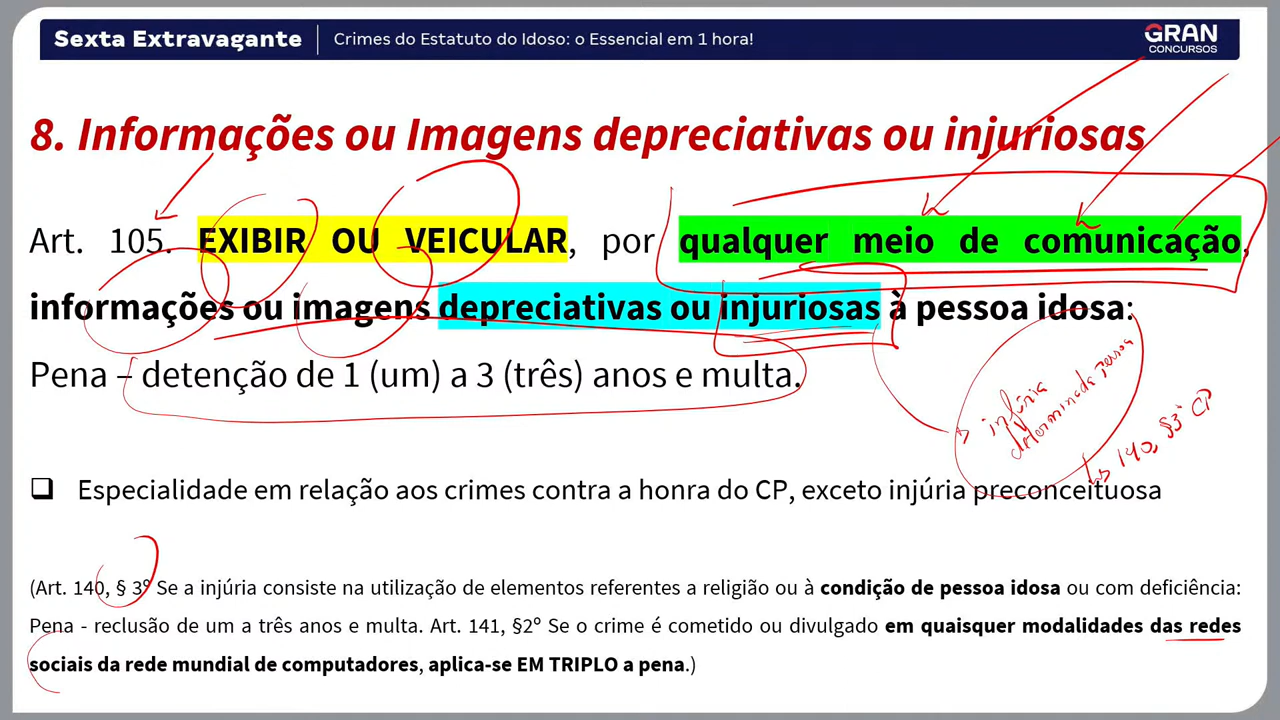 Sexta Extravagante Crimes do Estatuto do Idoso: o Essencial em 1 hora! GRAN CONCURSOS
8. Informações ou Imagens depreciativas ou injuriosas
Art. 105. EXIBIR OU VEICULAR, por qualquer meio de comunicação,
informações ou imagens depreciativas ou injuriosas à pessoa idosa:
Pena – detenção de 1 (um) a 3 (três) anos e multa.
injúria
determinada pessoa
140, §3º CP
❑ Especialidade em relação aos crimes contra a honra do CP, exceto injúria preconceituosa
(Art. 140, § 3º Se a injúria consiste na utilização de elementos referentes a religião ou à condição de pessoa idosa ou com deficiência:
Pena - reclusão de um a três anos e multa. Art. 141, §2º Se o crime é cometido ou divulgado em quaisquer modalidades das redes
sociais da rede mundial de computadores, aplica-se EM TRIPLO a pena.)